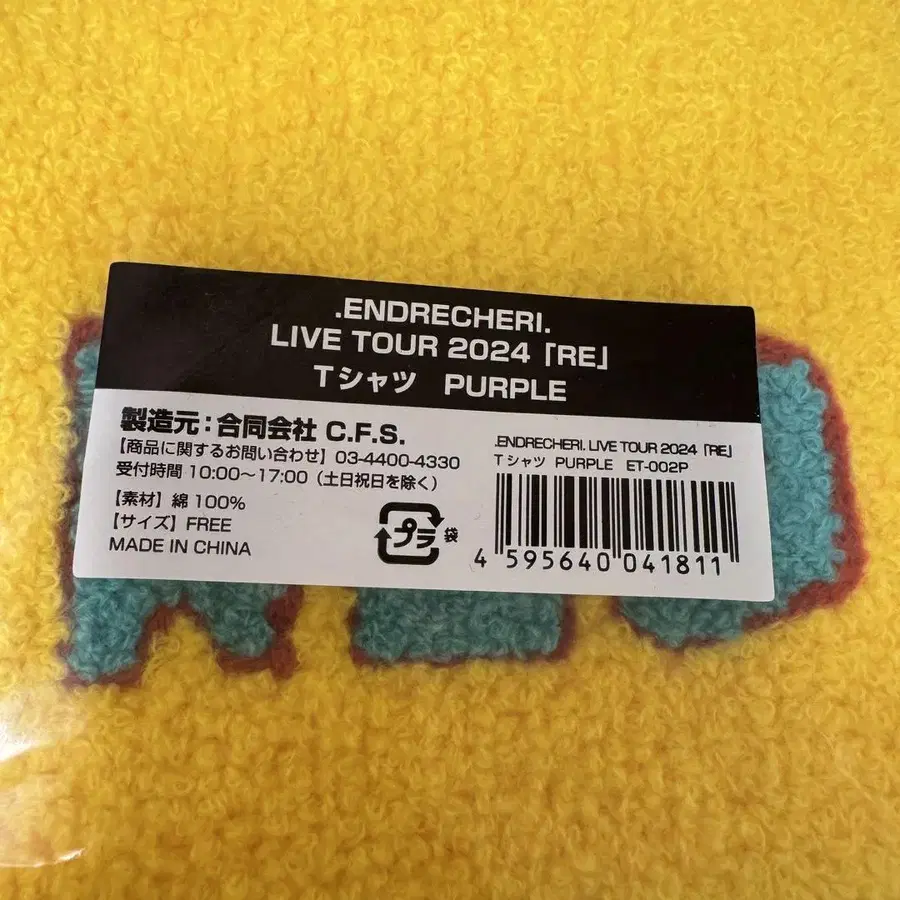 .ENDRECHERI.
LIVE TOUR 2024「RE」
Tシャツ PURPLE
製造元:合同会社 C.F.S.
【商品に関するお問い合わせ】03-4400-4330
受付時間 10:00～17:00（土日祝日を除く）
【素材】綿 100%
【サイズ】FREE
MADE IN CHINA
プラ 袋
.ENDRECHERI. LIVE TOUR 2024「RE」
Tシャツ PURPLE ET-002P
4 595640 041811